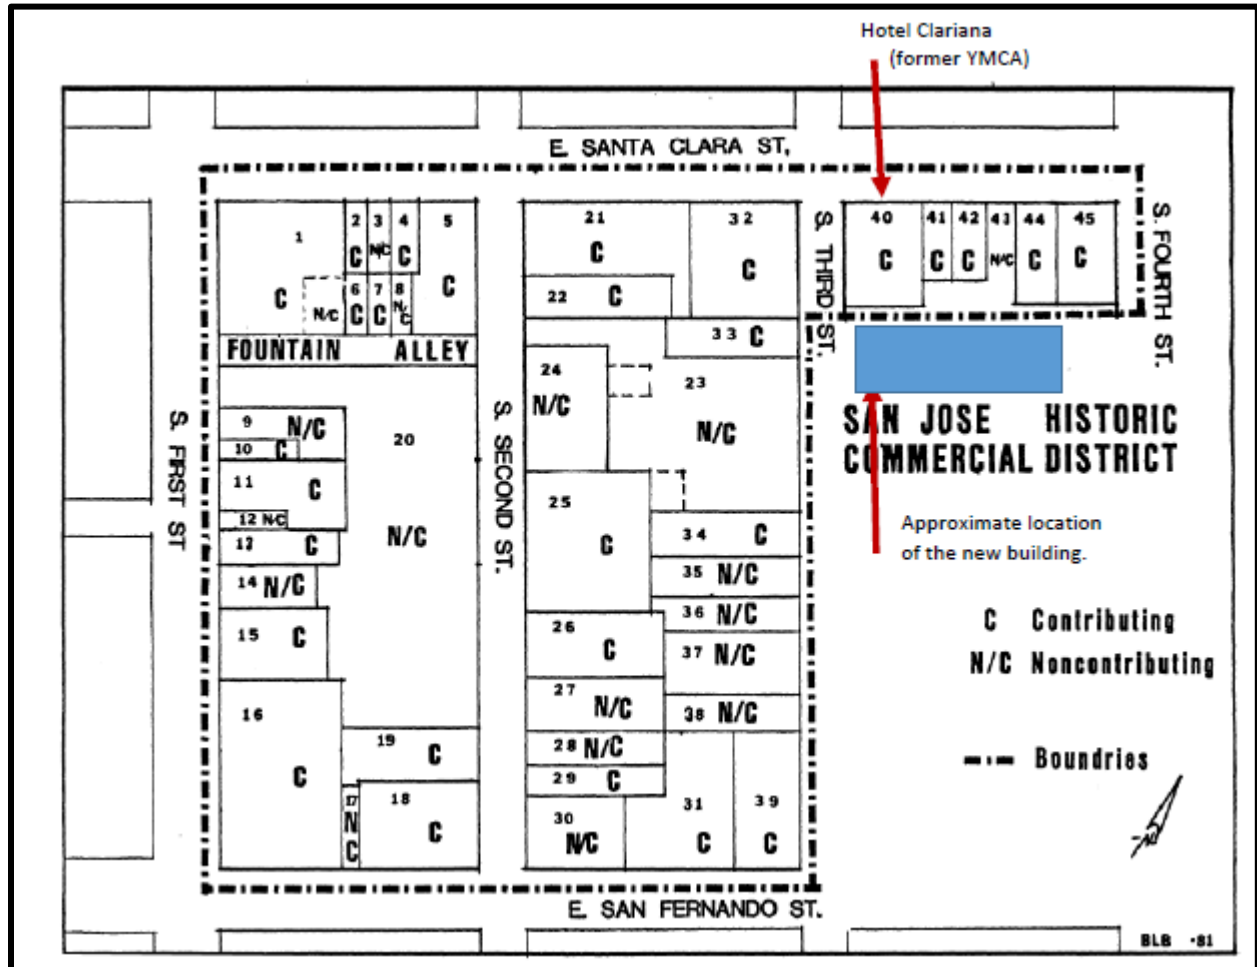 Hotel Clariana
(former YMCA)
E. SANTA CLARA ST.
1
C
N/C
2
C
3
N/C
4
C
5
C
6
C
7
C
8
N/C
FOUNTAIN ALLEY
S. FIRST ST
9 N/C
10 C
11 C
12 N/C
13 C
14 N/C
15 C
16
C
17
N
C
18
C
19 C
20
N/C
S. SECOND ST.
21
C
22 C
23
N/C
24
N/C
25
C
26
C
27
N/C
28 N/C
29 C
30
N/C
31
C
32
C
33 C
34 C
35 N/C
36 N/C
37 N/C
38 N/C
39
C
S. THIRD ST.
40
C
41
C
42
C
43
N/C
44
C
45
C
S. FOURTH ST.
SAN JOSE HISTORIC
COMMERCIAL DISTRICT
Approximate location
of the new building.
C Contributing
N/C Noncontributing
Boundries
N
E. SAN FERNANDO ST.
BLB -81